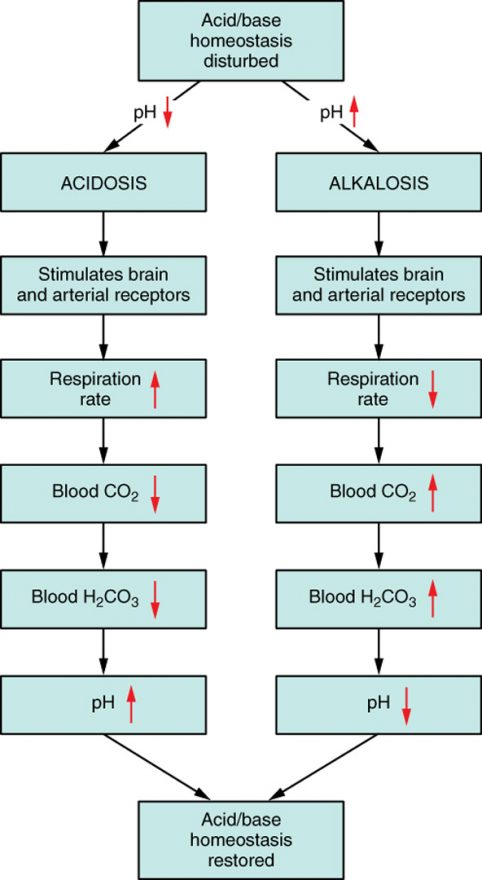 Acid/base
homeostasis
disturbed
pH ↓
pH ↑
ACIDOSIS
ALKALOSIS
Stimulates brain
and arterial receptors
Stimulates brain
and arterial receptors
Respiration
rate ↑
Respiration
rate ↓
Blood CO₂ ↓
Blood CO₂ ↑
Blood H₂CO₃ ↓
Blood H₂CO₃ ↑
pH ↑
pH ↓
Acid/base
homeostasis
restored